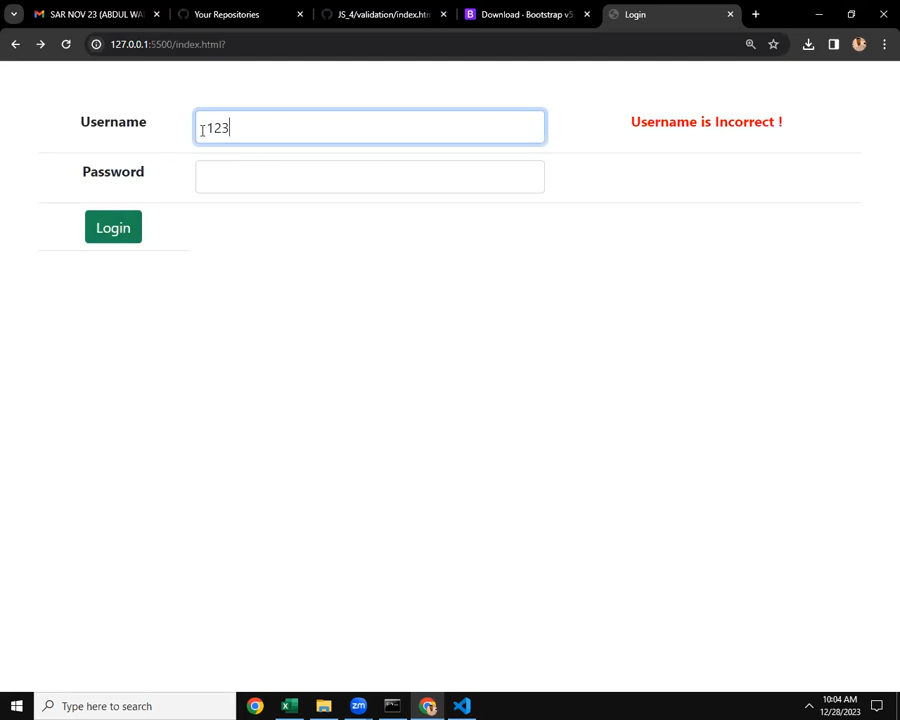 SAR NOV 23 (ABDUL WA
Your Repositories
JS_4/validation/index.htm
Download · Bootstrap v5
Login
127.0.0.1:5500/index.html?
Username 123 Username is Incorrect !
Password
Login
Type here to search
zm
10:04 AM
12/28/2023